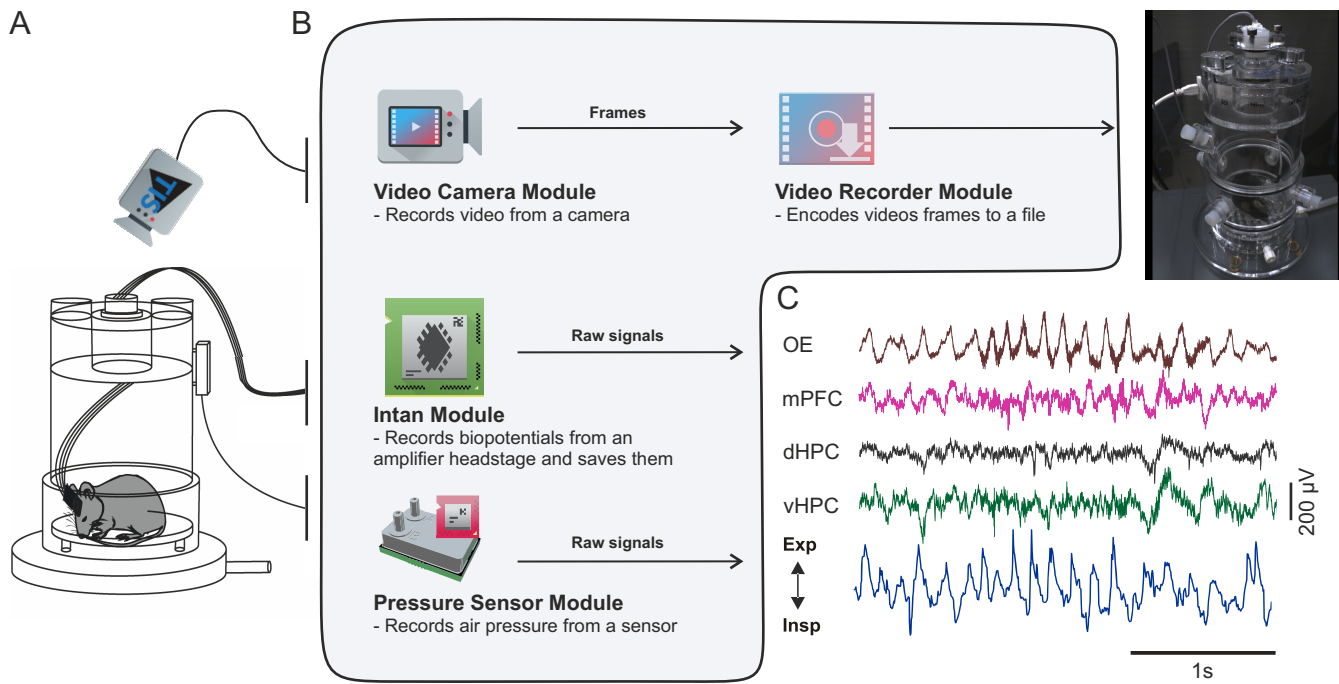 A
B
TIS
Frames
Video Camera Module
- Records video from a camera
Video Recorder Module
- Encodes videos frames to a file
Raw signals
Intan Module
- Records biopotentials from an
amplifier headstage and saves them
Raw signals
Pressure Sensor Module
- Records air pressure from a sensor
C
OE
mPFC
dHPC
vHPC
200 µV
Exp
Insp
1s